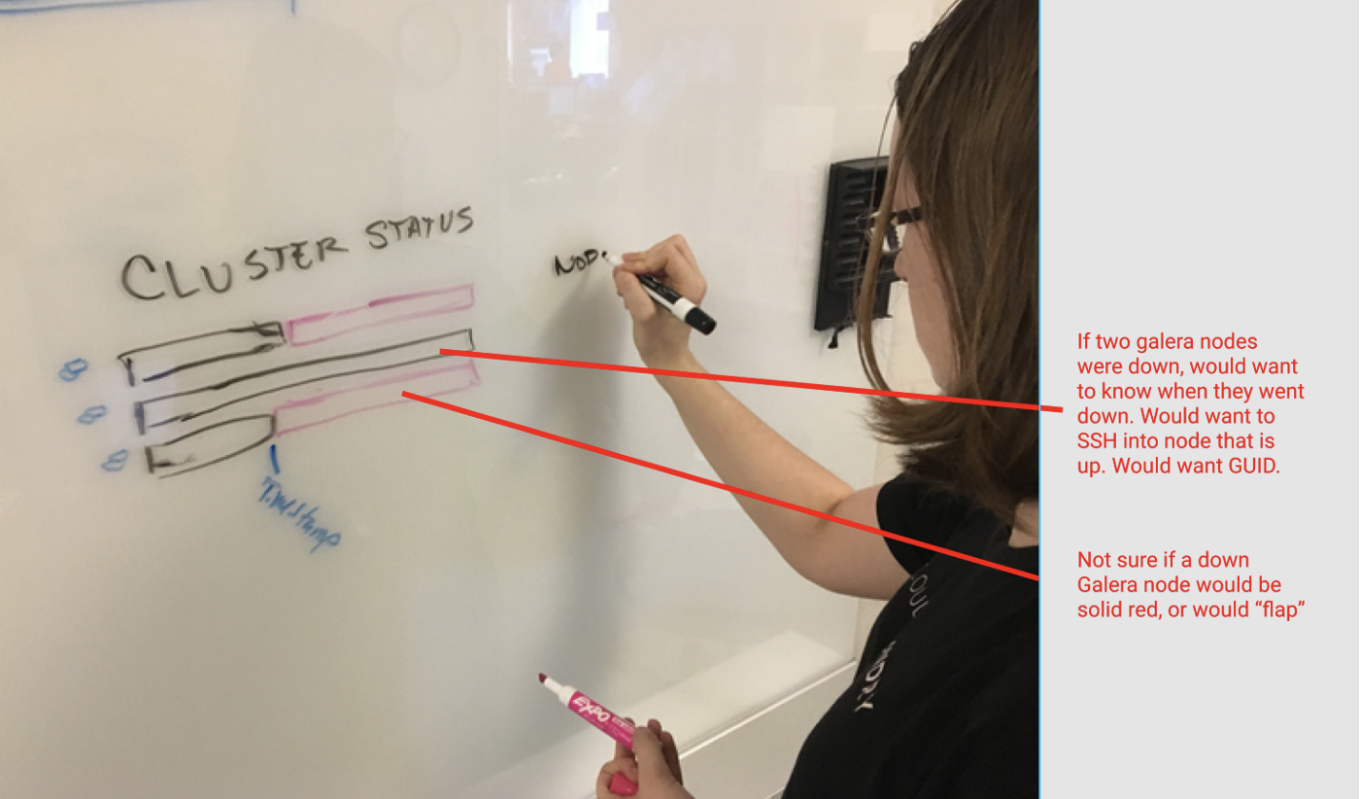 CLUSTER STATUS
NOD
Timestamp
EXPO
If two galera nodes
were down, would want
to know when they went
down. Would want to
SSH into node that is
up. Would want GUID.
Not sure if a down
Galera node would be
solid red, or would “flap”